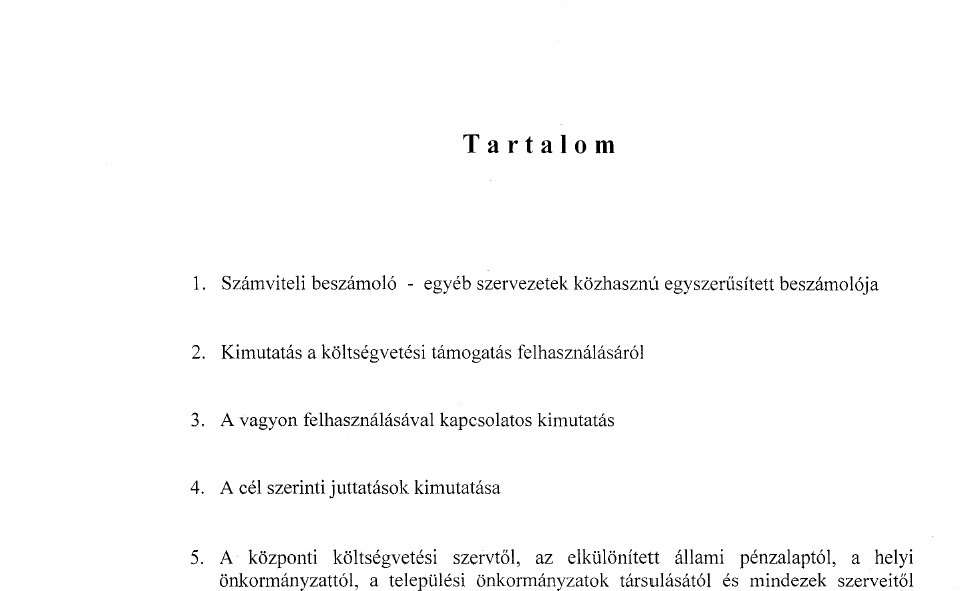 Tartalom
1. Számviteli beszámoló - egyéb szervezetek közhasznú egyszerűsített beszámolója
2. Kimutatás a költségvetési támogatás felhasználásáról
3. A vagyon felhasználásával kapcsolatos kimutatás
4. A cél szerinti juttatások kimutatása
5. A központi költségvetési szervtől, az elkülönített állami pénzalaptól, a helyi
önkormányzattól, a települési önkormányzatok társulásától és mindezek szerveitől